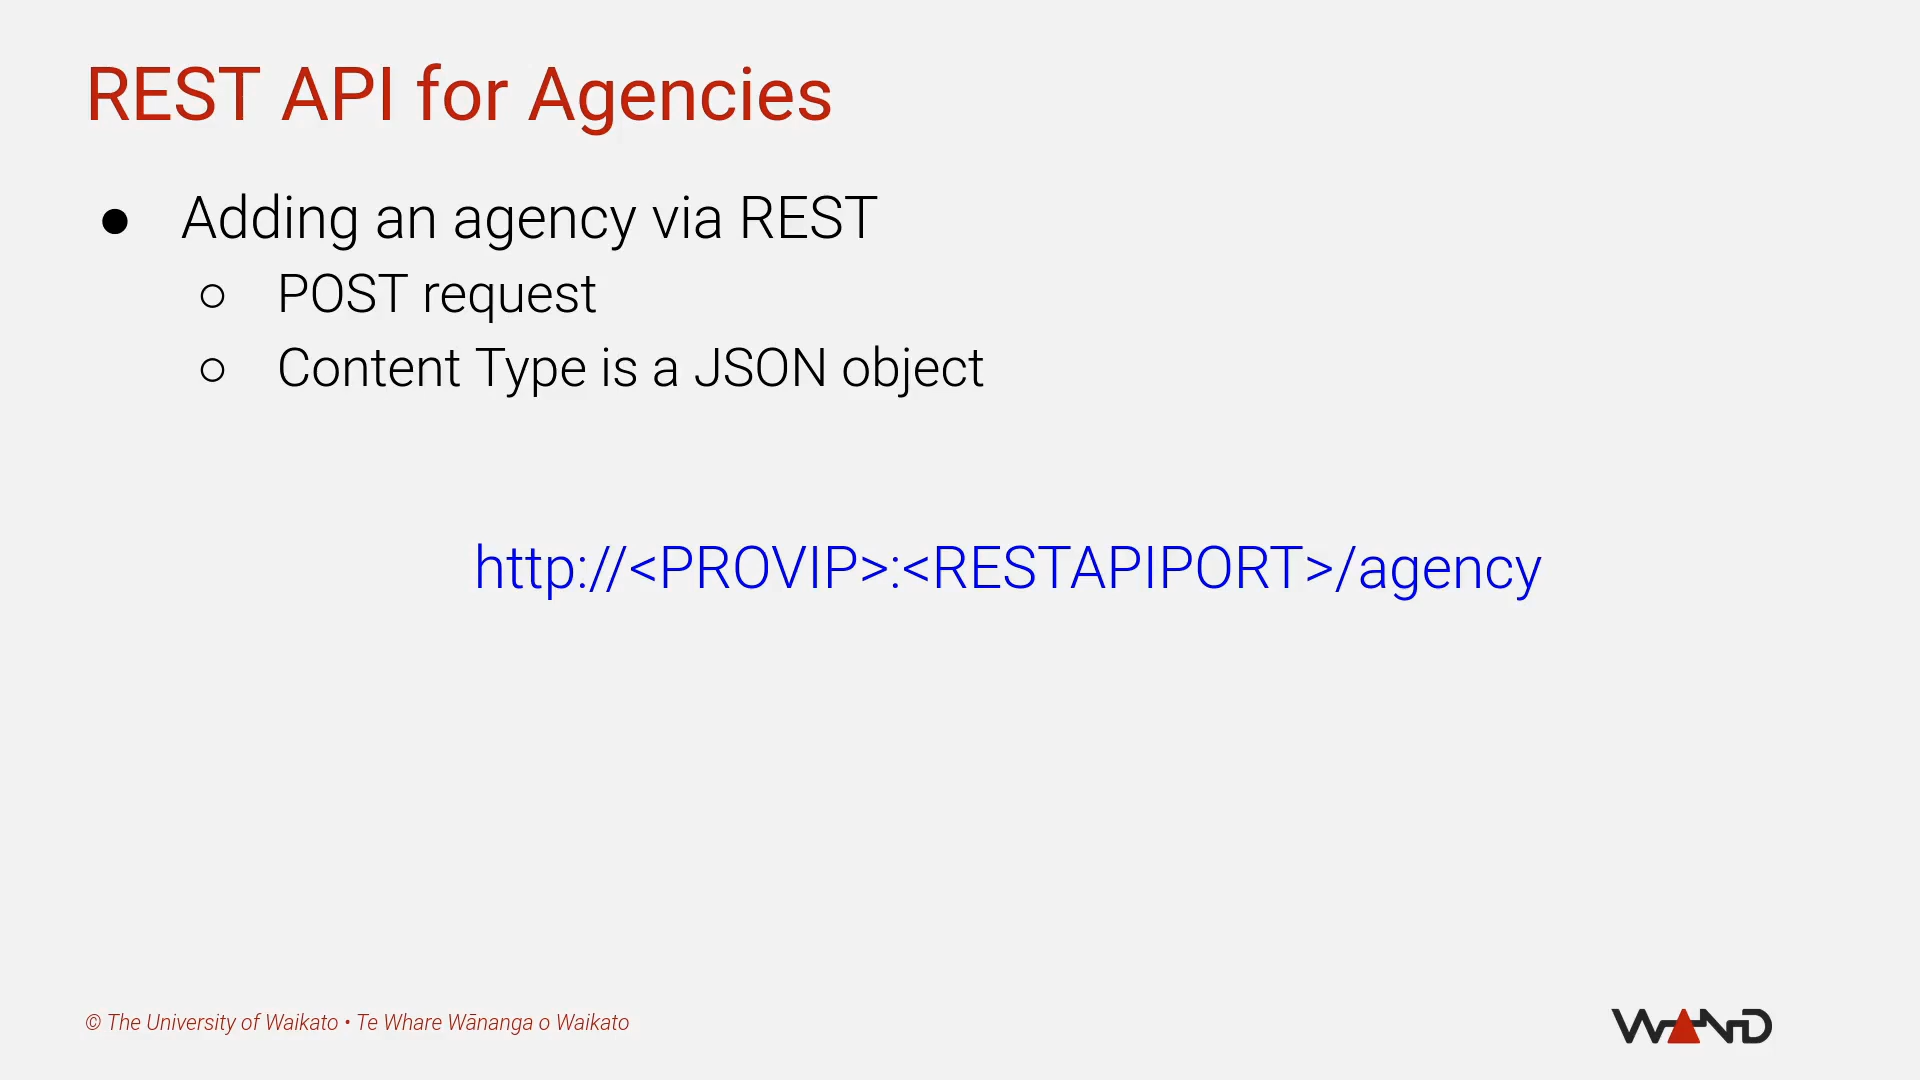 REST API for Agencies
● Adding an agency via REST
○ POST request
○ Content Type is a JSON object
http://<PROVIP>:<RESTAPIPORT>/agency
© The University of Waikato • Te Whare Wānanga o Waikato
WAND